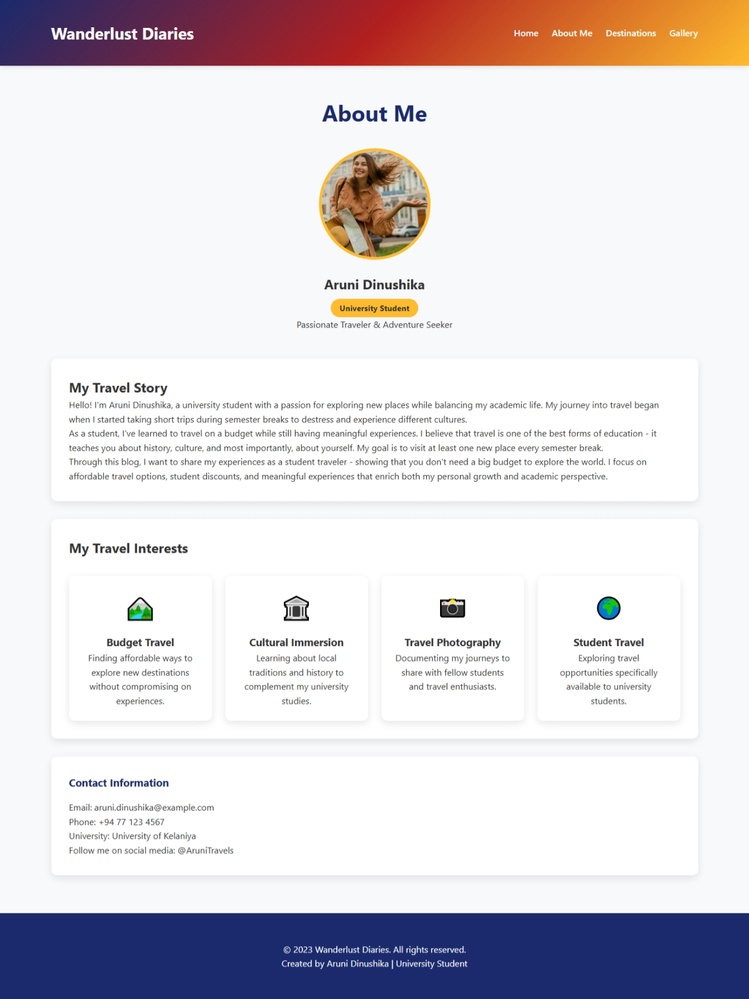 Wanderlust Diaries
Home About Me Destinations Gallery
About Me
Aruni Dinushika
University Student
Passionate Traveler & Adventure Seeker
My Travel Story
Hello! I'm Aruni Dinushika, a university student with a passion for exploring new places while balancing my academic life. My journey into travel began
when I started taking short trips during semester breaks to destress and experience different cultures.
As a student, I've learned to travel on a budget while still having meaningful experiences. I believe that travel is one of the best forms of education - it
teaches you about history, culture, and most importantly, about yourself. My goal is to visit at least one new place every semester break.
Through this blog, I want to share my experiences as a student traveler - showing that you don't need a big budget to explore the world. I focus on
affordable travel options, student discounts, and meaningful experiences that enrich both my personal growth and academic perspective.
My Travel Interests
Budget Travel
Finding affordable ways to
explore new destinations
without compromising on
experiences.
Cultural Immersion
Learning about local
traditions and history to
complement my university
studies.
Travel Photography
Documenting my journeys to
share with fellow students
and travel enthusiasts.
Student Travel
Exploring travel
opportunities specifically
available to university
students.
Contact Information
Email: aruni.dinushika@example.com
Phone: +94 77 123 4567
University: University of Kelaniya
Follow me on social media: @AruniTravels
© 2023 Wanderlust Diaries. All rights reserved.
Created by Aruni Dinushika | University Student